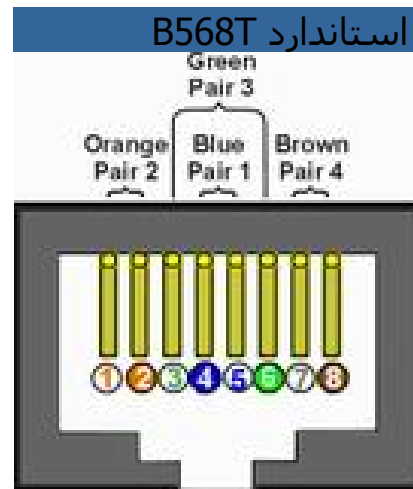 استاندارد B568T
Green
Pair 3
Orange Blue Brown
Pair 2 Pair 1 Pair 4
1 2 3 4 5 6 7 8